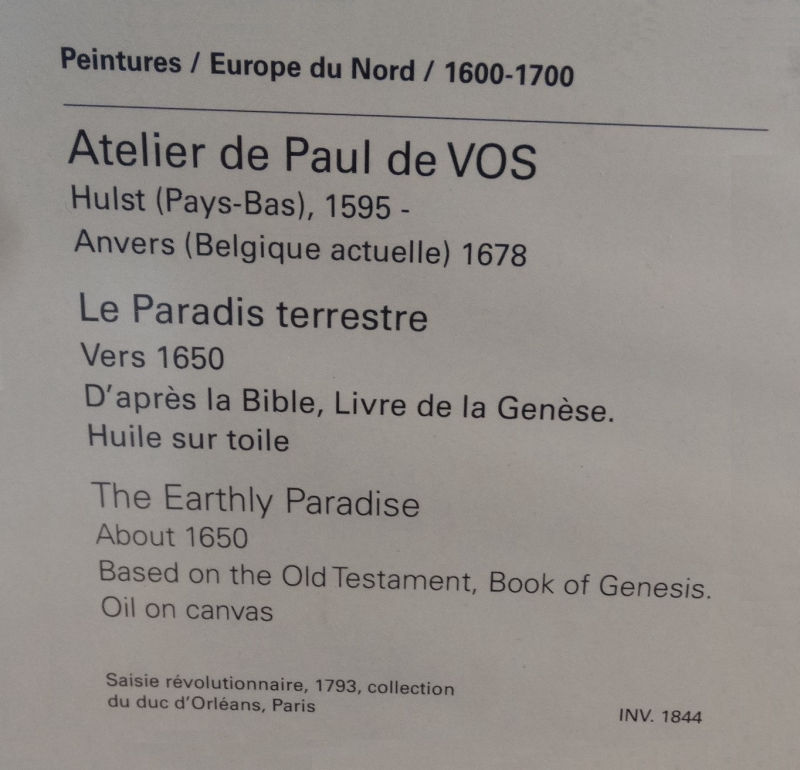 Peintures / Europe du Nord / 1600-1700
Atelier de Paul de VOS
Hulst (Pays-Bas), 1595 -
Anvers (Belgique actuelle) 1678
Le Paradis terrestre
Vers 1650
D'après la Bible, Livre de la Genèse.
Huile sur toile
The Earthly Paradise
About 1650
Based on the Old Testament, Book of Genesis.
Oil on canvas
Saisie révolutionnaire, 1793, collection
du duc d'Orléans, Paris
INV. 1844